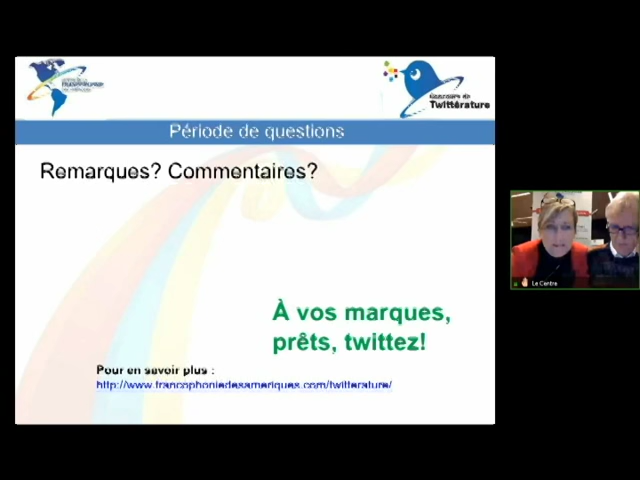 Concours de
Twittérature
Période de questions
Remarques? Commentaires?
À vos marques,
prêts, twittez!
Pour en savoir plus :
http://www.francophoniedesameriques.com/twitterature/
Le Centre